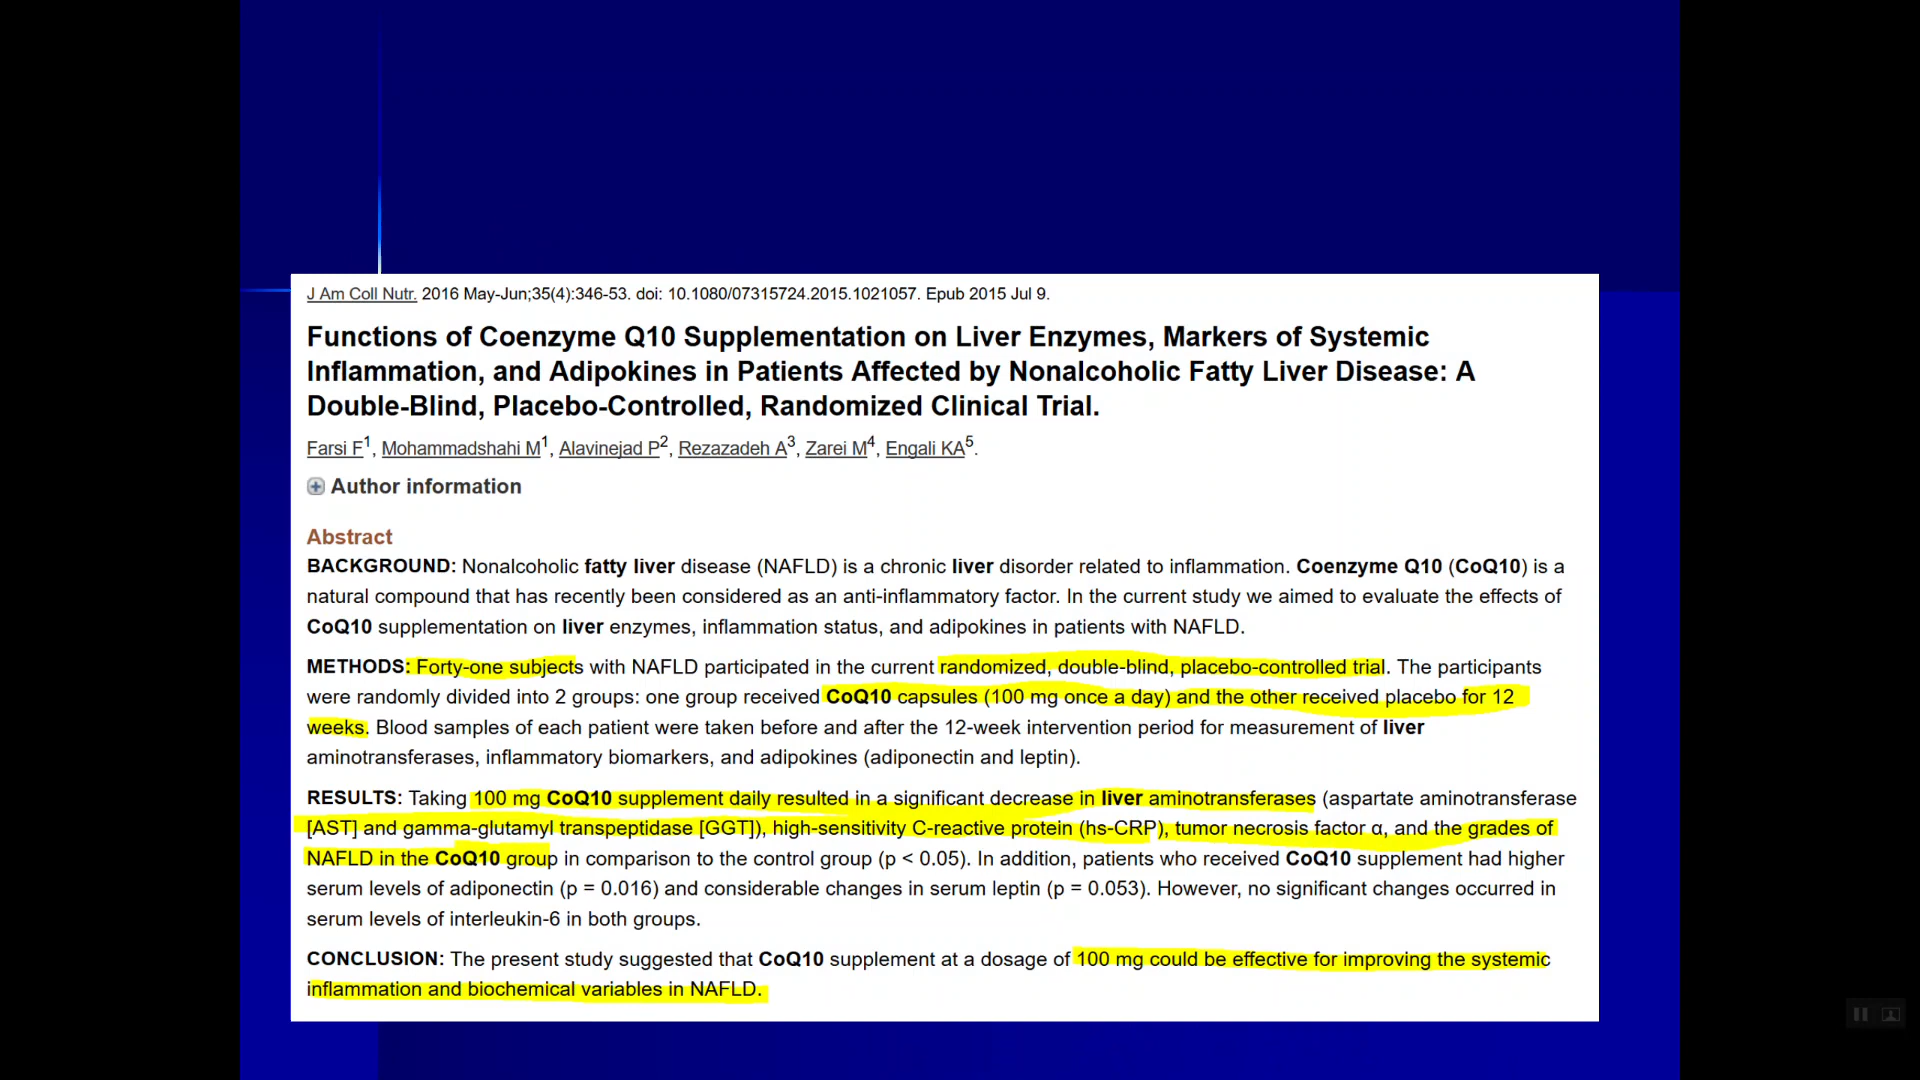 J Am Coll Nutr. 2016 May-Jun;35(4):346-53. doi: 10.1080/07315724.2015.1021057. Epub 2015 Jul 9.
Functions of Coenzyme Q10 Supplementation on Liver Enzymes, Markers of Systemic
Inflammation, and Adipokines in Patients Affected by Nonalcoholic Fatty Liver Disease: A
Double-Blind, Placebo-Controlled, Randomized Clinical Trial.
Farsi F1, Mohammadshahi M1, Alavinejad P2, Rezazadeh A3, Zarei M4, Engali KA5.
Author information
Abstract
BACKGROUND: Nonalcoholic fatty liver disease (NAFLD) is a chronic liver disorder related to inflammation. Coenzyme Q10 (CoQ10) is a
natural compound that has recently been considered as an anti-inflammatory factor. In the current study we aimed to evaluate the effects of
CoQ10 supplementation on liver enzymes, inflammation status, and adipokines in patients with NAFLD.
METHODS: Forty-one subjects with NAFLD participated in the current randomized, double-blind, placebo-controlled trial. The participants
were randomly divided into 2 groups: one group received CoQ10 capsules (100 mg once a day) and the other received placebo for 12
weeks. Blood samples of each patient were taken before and after the 12-week intervention period for measurement of liver
aminotransferases, inflammatory biomarkers, and adipokines (adiponectin and leptin).
RESULTS: Taking 100 mg CoQ10 supplement daily resulted in a significant decrease in liver aminotransferases (aspartate aminotransferase
[AST] and gamma-glutamyl transpeptidase [GGT]), high-sensitivity C-reactive protein (hs-CRP), tumor necrosis factor α, and the grades of
NAFLD in the CoQ10 group in comparison to the control group (p < 0.05). In addition, patients who received CoQ10 supplement had higher
serum levels of adiponectin (p = 0.016) and considerable changes in serum leptin (p = 0.053). However, no significant changes occurred in
serum levels of interleukin-6 in both groups.
CONCLUSION: The present study suggested that CoQ10 supplement at a dosage of 100 mg could be effective for improving the systemic
inflammation and biochemical variables in NAFLD.